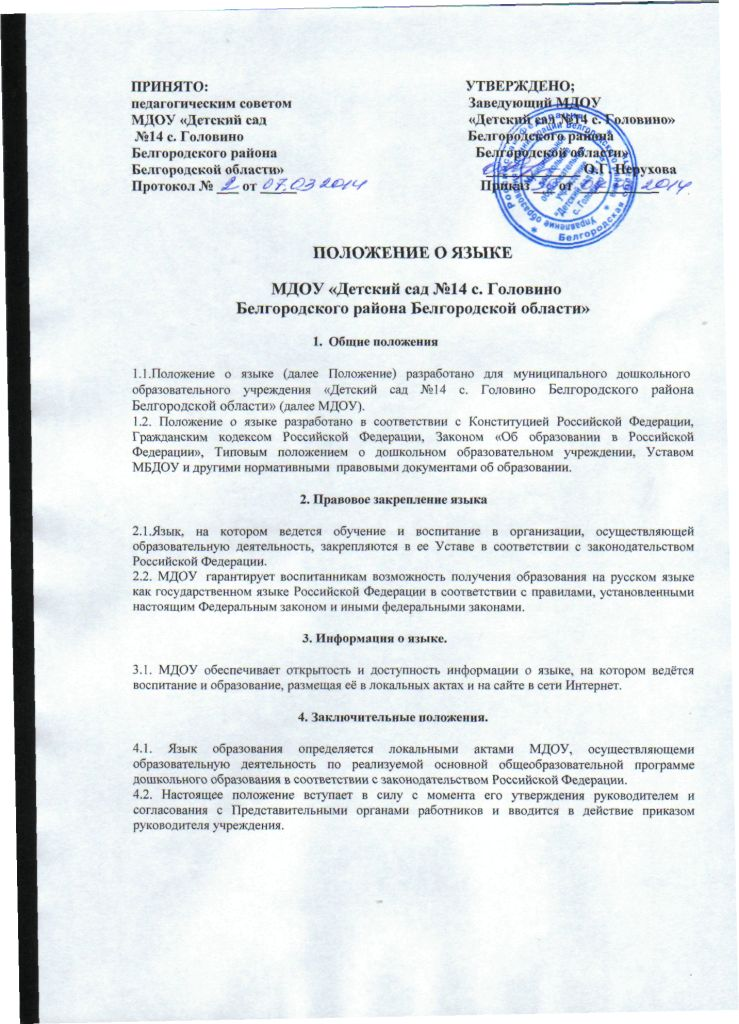 ПРИНЯТО:
педагогическим советом
МДОУ «Детский сад
№14 с. Головино
Белгородского района
Белгородской области»
Протокол № 2 от 07.03 2014
УТВЕРЖДЕНО;
Заведующий МДОУ
«Детский сад №14 с. Головино»
Белгородского района
Белгородской области»
О.Г. Нерухова
Приказ от 2014.
ПОЛОЖЕНИЕ О ЯЗЫКЕ
МДОУ «Детский сад №14 с. Головино
Белгородского района Белгородской области»
1. Общие положения
1.1.Положение о языке (далее Положение) разработано для муниципального дошкольного
образовательного учреждения «Детский сад №14 с. Головино Белгородского района
Белгородской области» (далее МДОУ).
1.2. Положение о языке разработано в соответствии с Конституцией Российской Федерации,
Гражданским кодексом Российской Федерации, Законом «Об образовании в Российской
Федерации», Типовым положением о дошкольном образовательном учреждении, Уставом
МБДОУ и другими нормативными правовыми документами об образовании.
2. Правовое закрепление языка
2.1.Язык, на котором ведется обучение и воспитание в организации, осуществляющей
образовательную деятельность, закрепляются в ее Уставе в соответствии с законодательством
Российской Федерации.
2.2. МДОУ гарантирует воспитанникам возможность получения образования на русском языке
как государственном языке Российской Федерации в соответствии с правилами, установленными
настоящим Федеральным законом и иными федеральными законами.
3. Информация о языке.
3.1. МДОУ обеспечивает открытость и доступность информации о языке, на котором ведётся
воспитание и образование, размещая её в локальных актах и на сайте в сети Интернет.
4. Заключительные положения.
4.1. Язык образования определяется локальными актами МДОУ, осуществляющеми
образовательную деятельность по реализуемой основной общеобразовательной программе
дошкольного образования в соответствии с законодательством Российской Федерации.
4.2. Настоящее положение вступает в силу с момента его утверждения руководителем и
согласования с Представительными органами работников и вводится в действие приказом
руководителя учреждения.